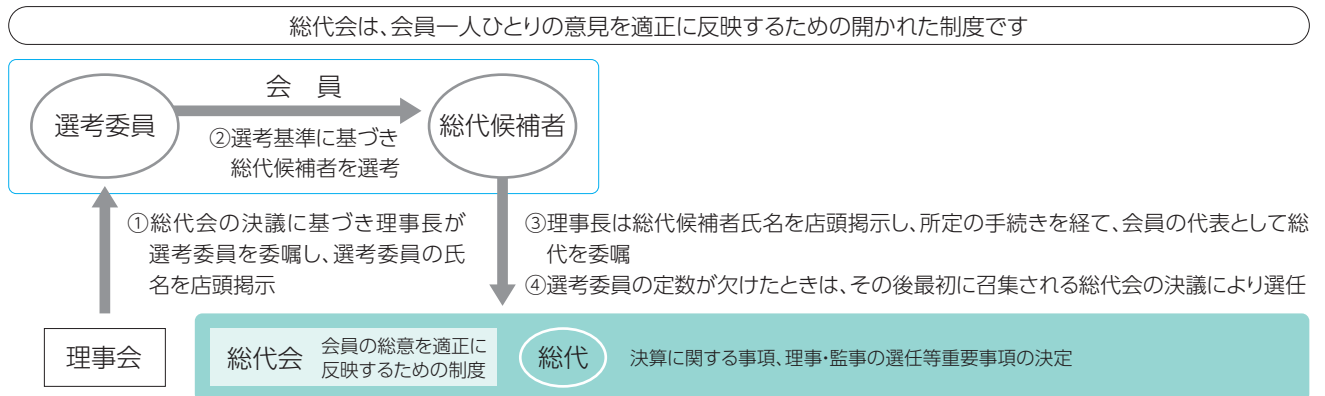 総代会は、会員一人ひとりの意見を適正に反映するための開かれた制度です
会 員
選考委員
総代候補者
②選考基準に基づき
総代候補者を選考
①総代会の決議に基づき理事長が
選考委員を委嘱し、選考委員の氏
名を店頭掲示
③理事長は総代候補者氏名を店頭掲示し、所定の手続きを経て、会員の代表として総
代を委嘱
④選考委員の定数が欠けたときは、その後最初に召集される総代会の決議により選任
理事会
総代会
会員の総意を適正に
反映するための制度
総代
決算に関する事項、理事・監事の選任等重要事項の決定